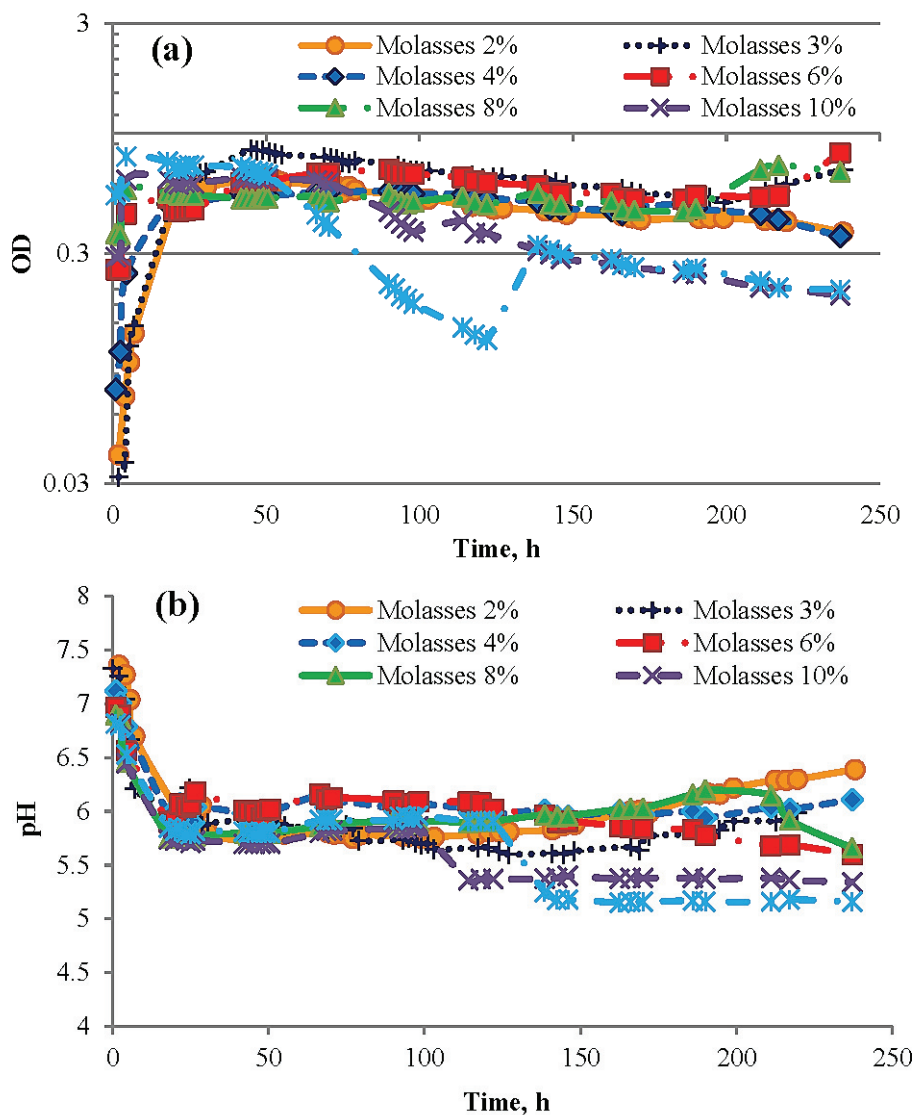 3
(a)
Molasses 2%
Molasses 3%
Molasses 4%
Molasses 6%
Molasses 8%
Molasses 10%
OD
0.3
0.03
0
50
100
150
200
250
Time, h
8
(b)
Molasses 2%
Molasses 3%
Molasses 4%
Molasses 6%
Molasses 8%
Molasses 10%
7.5
7
6.5
pH
6
5.5
5
4.5
4
0
50
100
150
200
250
Time, h